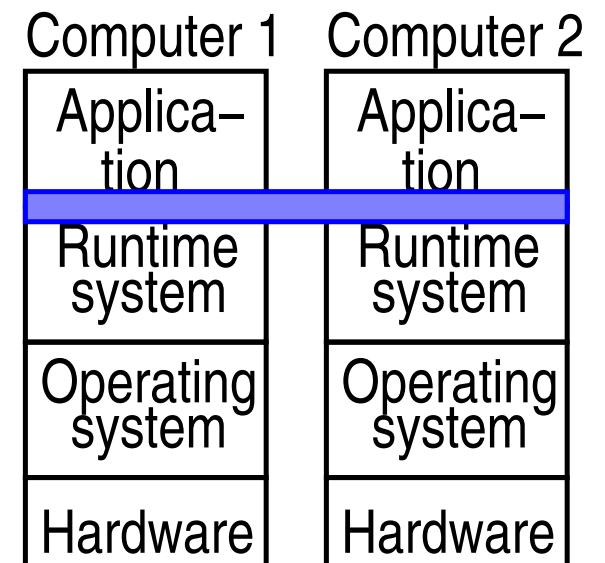 Computer 1
Applica–
tion
Runtime
system
Operating
system
Hardware
Computer 2
Applica–
tion
Runtime
system
Operating
system
Hardware